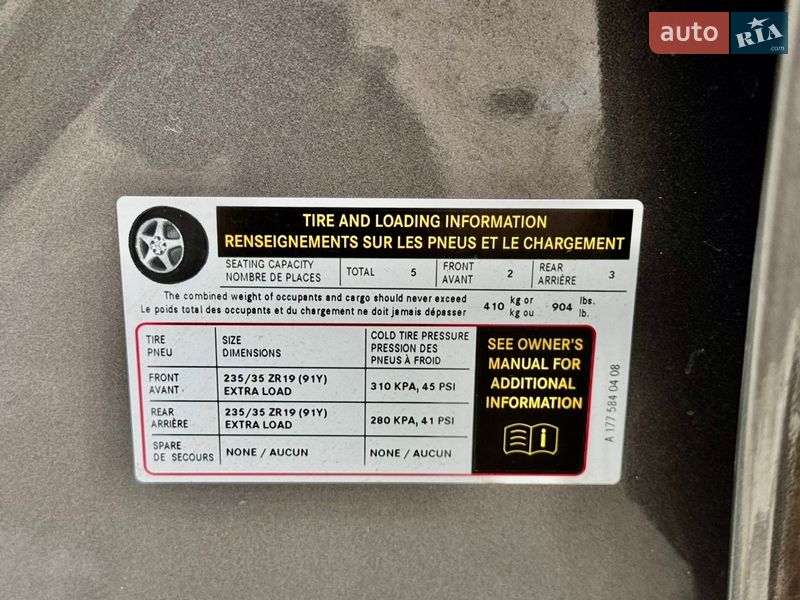 auto RIA
.com
TIRE AND LOADING INFORMATION
RENSEIGNEMENTS SUR LES PNEUS ET LE CHARGEMENT
SEATING CAPACITY
NOMBRE DE PLACES
TOTAL 5
FRONT
AVANT
2
REAR
ARRIÈRE
3
The combined weight of occupants and cargo should never exceed
Le poids total des occupants et du chargement ne doit jamais dépasser
410 kg or
kg ou
904 lbs.
lb.
TIRE
PNEU
SIZE
DIMENSIONS
COLD TIRE PRESSURE
PRESSION DES
PNEUS À FROID
FRONT
AVANT
235/35 ZR19 (91Y)
EXTRA LOAD
310 KPA, 45 PSI
REAR
ARRIÈRE
235/35 ZR19 (91Y)
EXTRA LOAD
280 KPA, 41 PSI
SPARE
DE SECOURS
NONE / AUCUN
NONE / AUCUN
SEE OWNER'S
MANUAL FOR
ADDITIONAL
INFORMATION
i
A 177 584 04 08